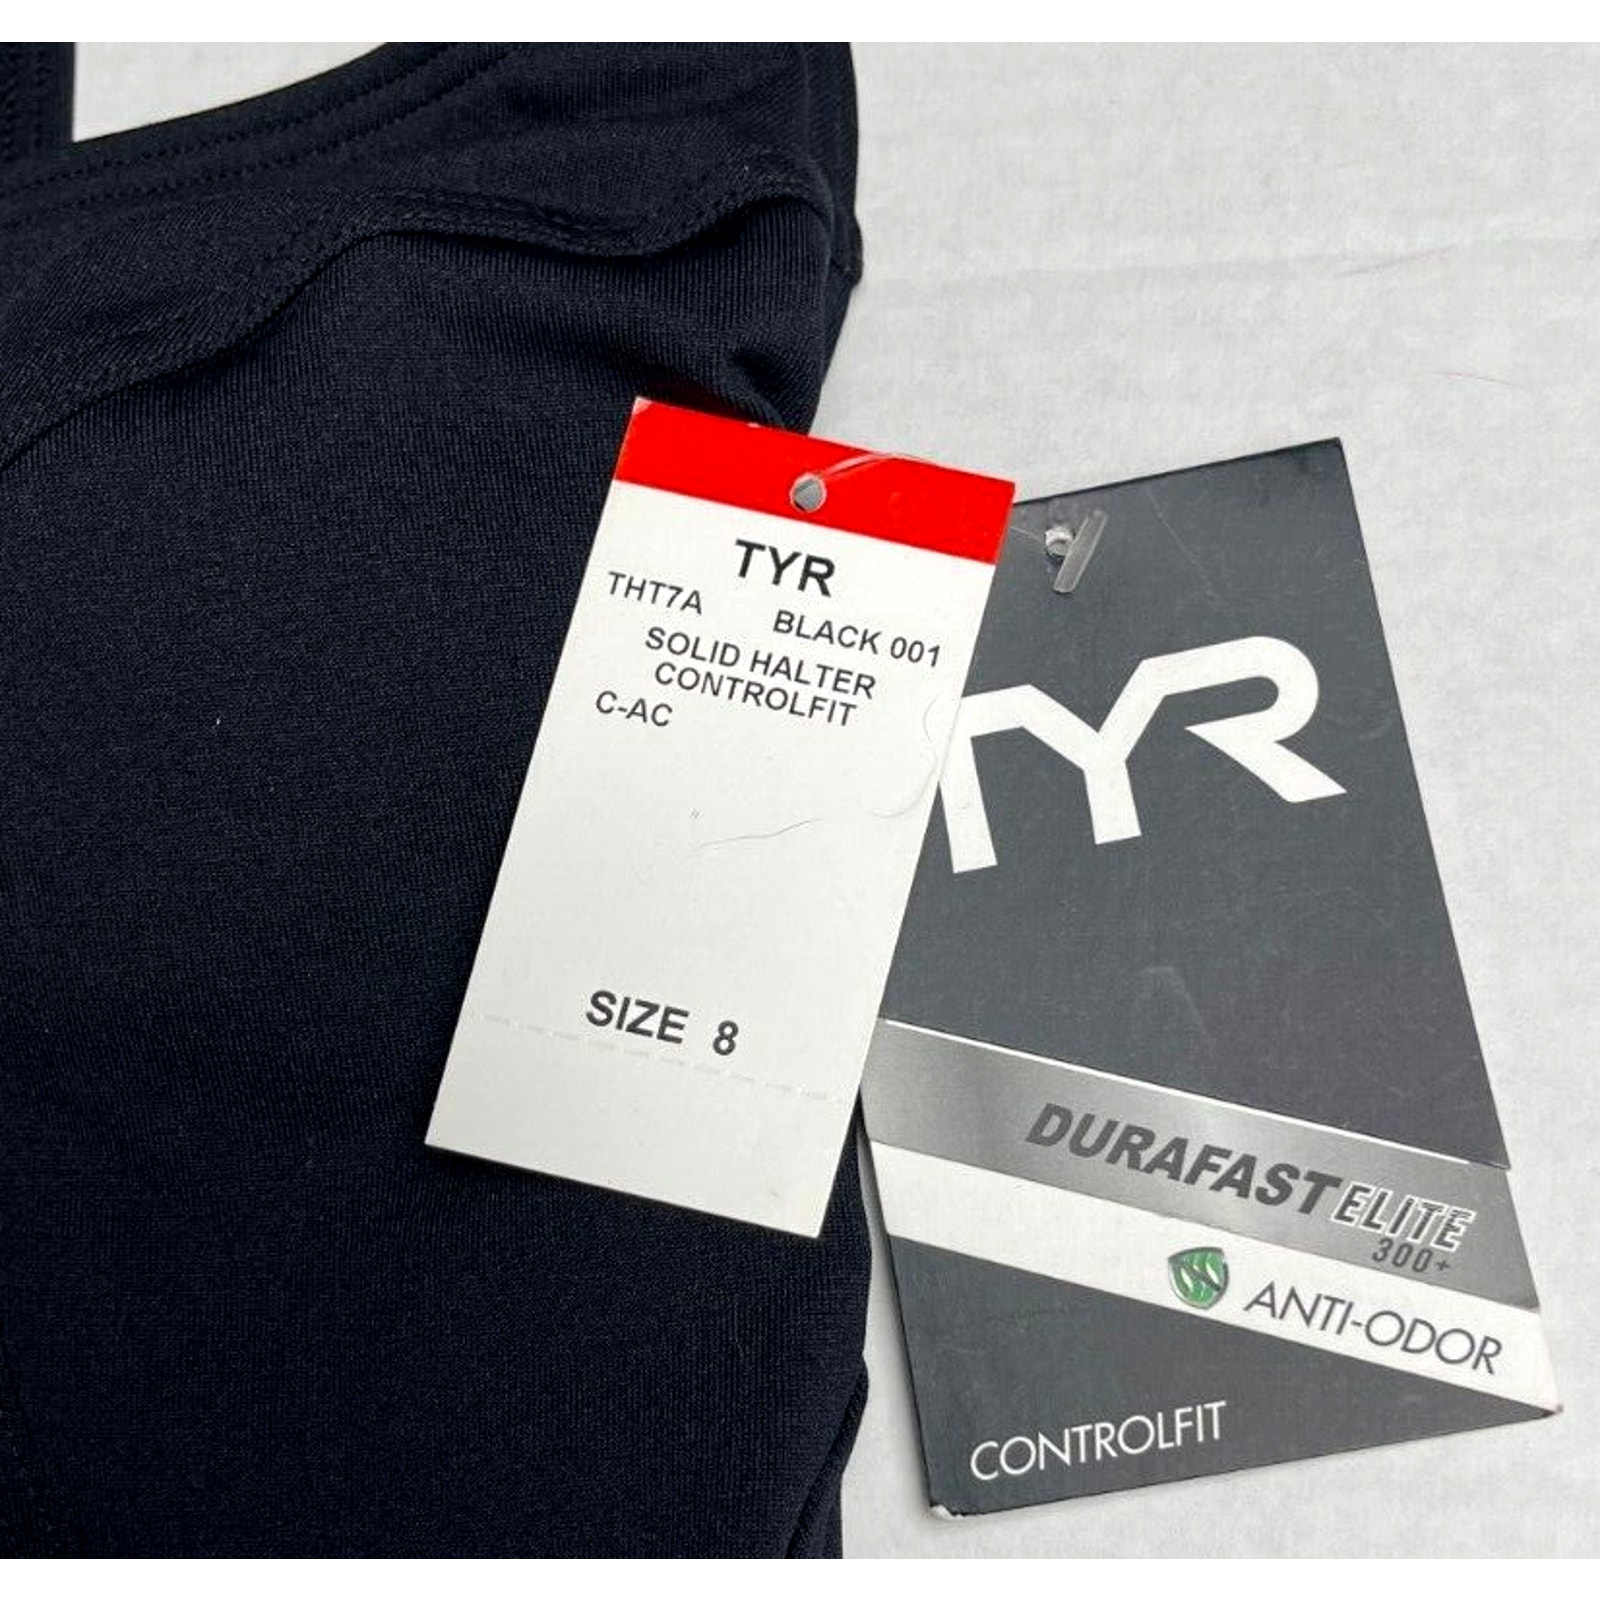 TYR
THT7A BLACK 001
SOLID HALTER
CONTROLFIT
C-AC
SIZE 8
TYR
DURAFAST ELITE
300+
ANTI-ODOR
CONTROLFIT